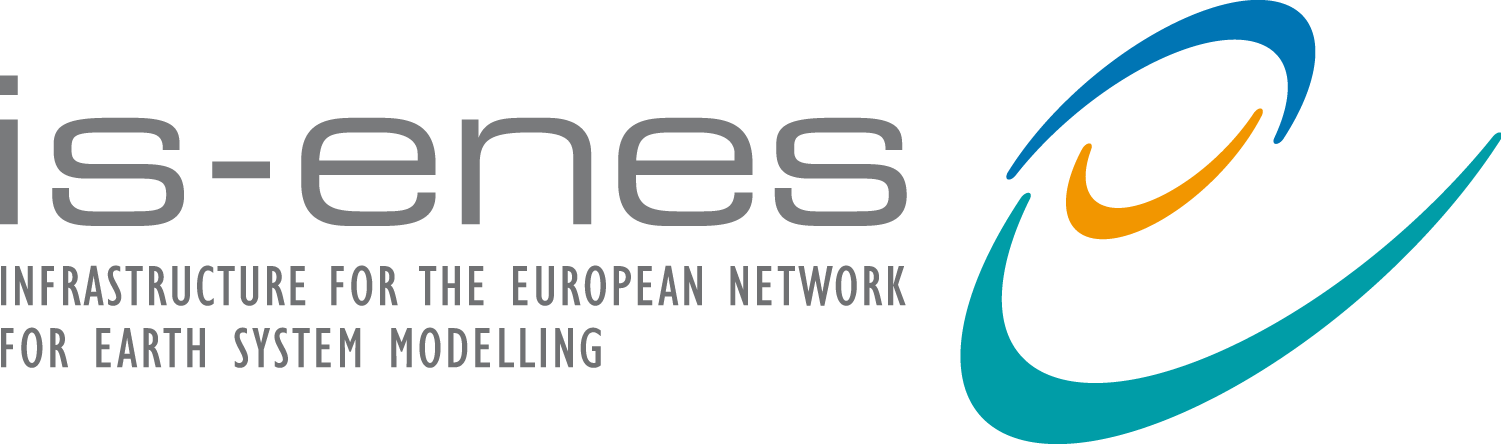 is-enes
INFRASTRUCTURE FOR THE EUROPEAN NETWORK
FOR EARTH SYSTEM MODELLING